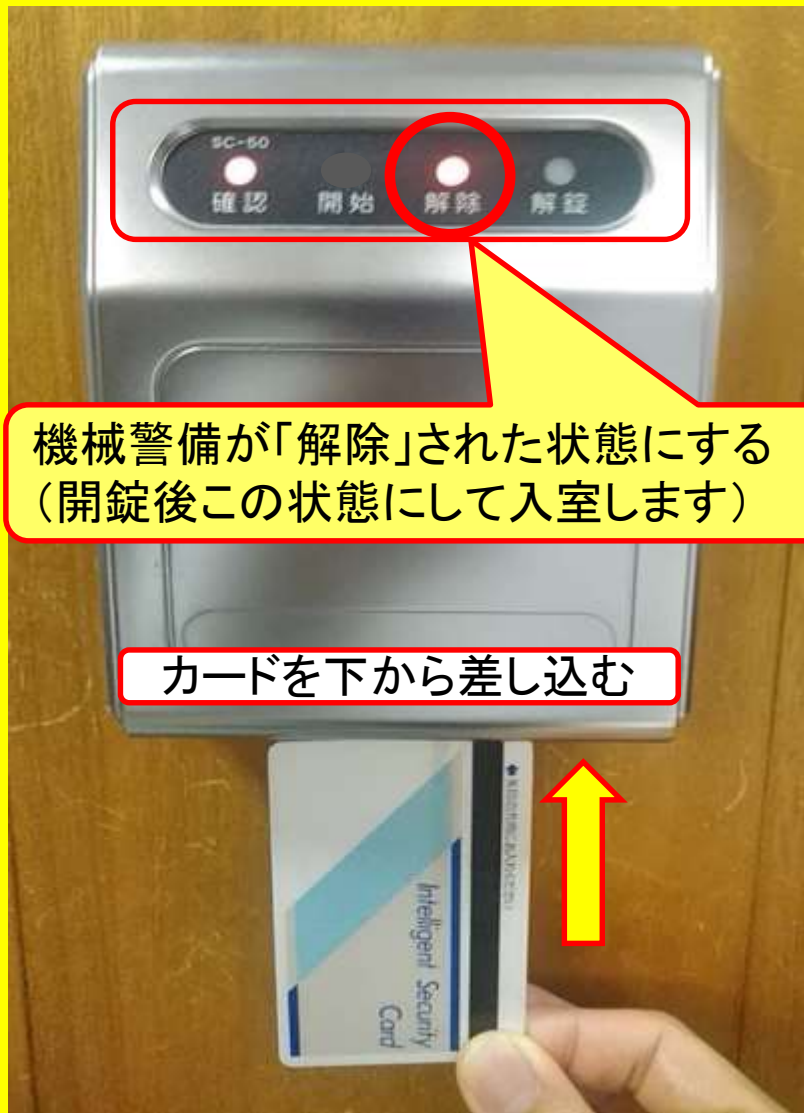 SC-50
確認 開始 解除 解錠
機械警備が「解除」された状態にする
（開錠後この状態にして入室します）
カードを下から差し込む
Intelligent Security
Card